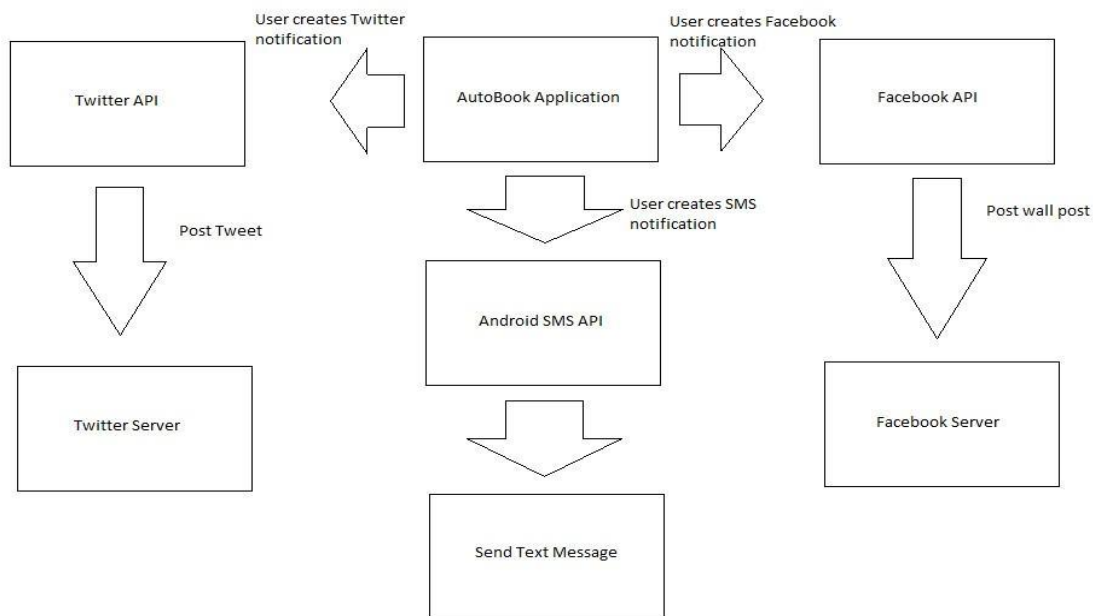 User creates Twitter
notification
User creates Facebook
notification
Twitter API
AutoBook Application
Facebook API
Post Tweet
User creates SMS
notification
Post wall post
Android SMS API
Twitter Server
Facebook Server
Send Text Message